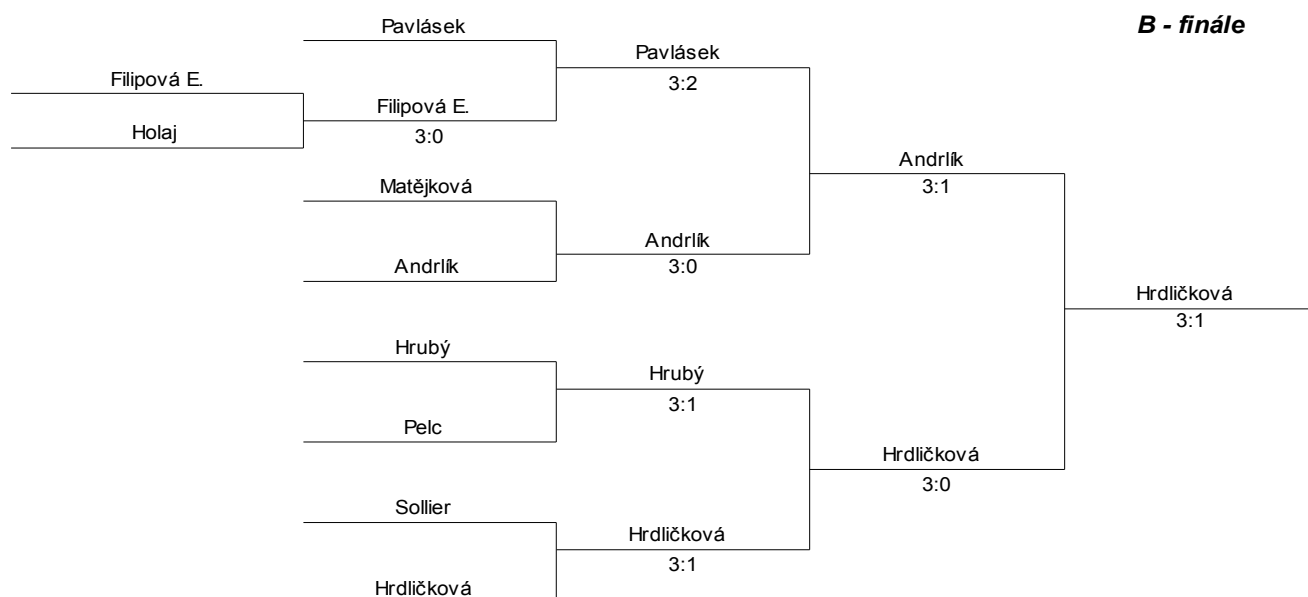 B - finále
Pavlásek
Pavlásek
3:2
Filipová E.
Filipová E.
3:0
Holaj
Andrlík
3:1
Matějková
Andrlík
3:0
Andrlík
Hrdličková
3:1
Hrubý
Hrubý
3:1
Pelc
Hrdličková
3:0
Sollier
Hrdličková
3:1
Hrdličková